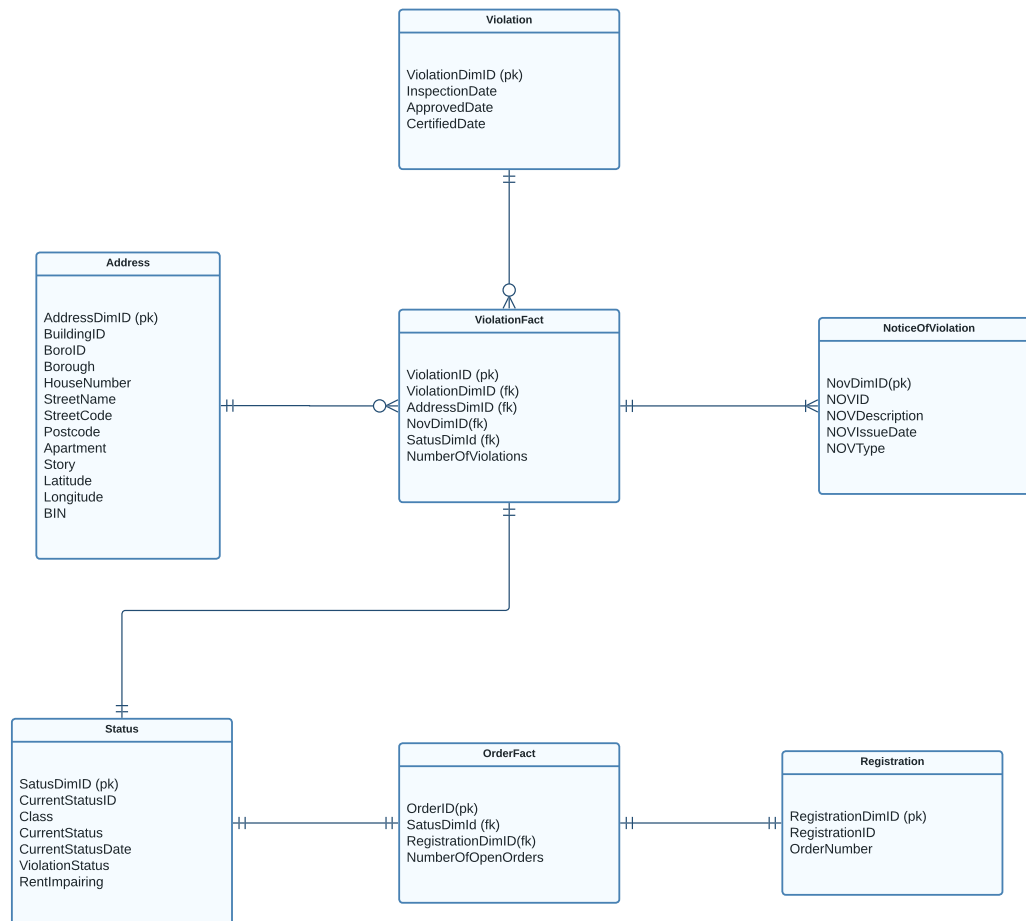 Violation
ViolationDimID (pk)
InspectionDate
ApprovedDate
CertifiedDate
Address
AddressDimID (pk)
BuildingID
BoroID
Borough
HouseNumber
StreetName
StreetCode
Postcode
Apartment
Story
Latitude
Longitude
BIN
ViolationFact
ViolationID (pk)
ViolationDimID (fk)
AddressDimID (fk)
NovDimID(fk)
SatusDimId (fk)
NumberOfViolations
NoticeOfViolation
NovDimID(pk)
NOVID
NOVDescription
NOVIssueDate
NOVType
Status
SatusDimID (pk)
CurrentStatusID
Class
CurrentStatus
CurrentStatusDate
ViolationStatus
RentImpairing
OrderFact
OrderID(pk)
SatusDimId (fk)
RegistrationDimID(fk)
NumberOfOpenOrders
Registration
RegistrationDimID (pk)
RegistrationID
OrderNumber